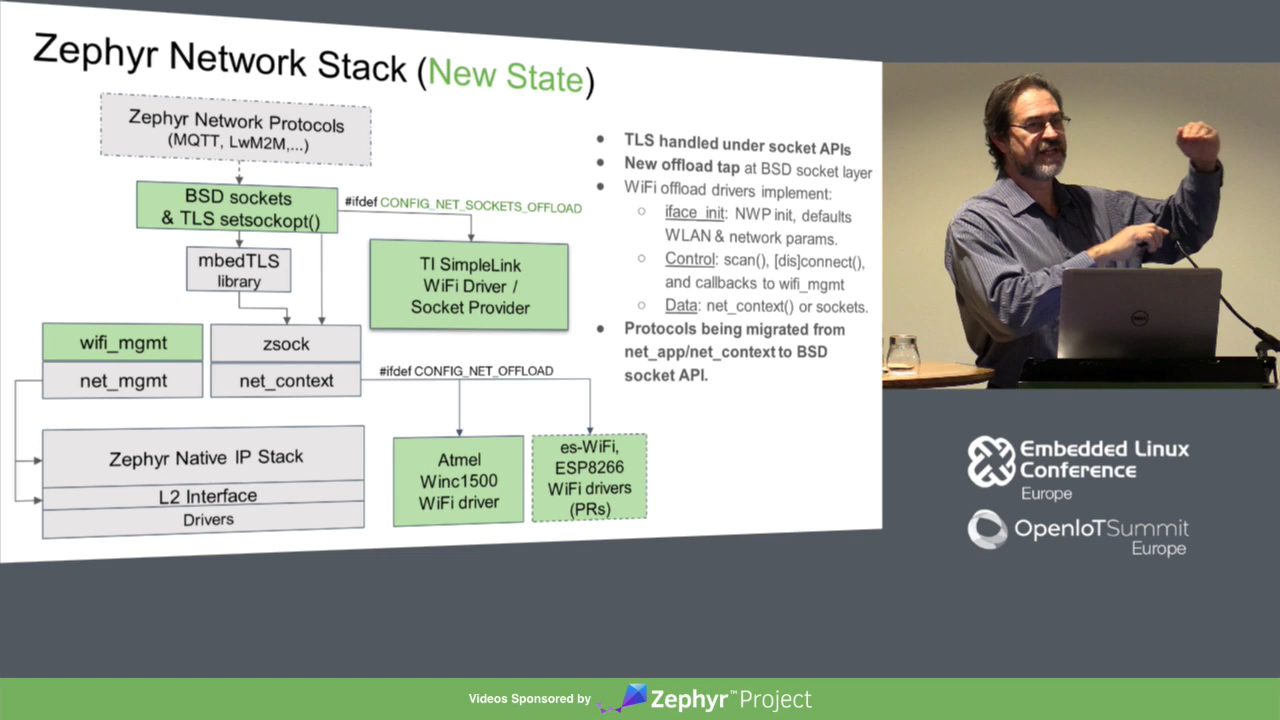 Zephyr Network Stack (New State)
Zephyr Network Protocols
(MQTT, LwM2M,...)
BSD sockets
& TLS setsockopt()
#ifdef CONFIG_NET_SOCKETS_OFFLOAD
mbedTLS
library
TI SimpleLink
WiFi Driver /
Socket Provider
wifi_mgmt
zsock
net_mgmt
net_context
#ifdef CONFIG_NET_OFFLOAD
Zephyr Native IP Stack
L2 Interface
Drivers
Atmel
Winc1500
WiFi driver
es-WiFi,
ESP8266
WiFi drivers
(PRs)
● TLS handled under socket APIs
● New offload tap at BSD socket layer
● WiFi offload drivers implement:
○ iface_init: NWP init, defaults
WLAN & network params.
○ Control: scan(), [dis]connect(),
and callbacks to wifi_mgmt
○ Data: net_context() or sockets.
● Protocols being migrated from
net_app/net_context to BSD
socket API.
DELL
Embedded Linux
Conference
Europe
OpenIoTSummit
Europe
Videos Sponsored by Zephyr™Project